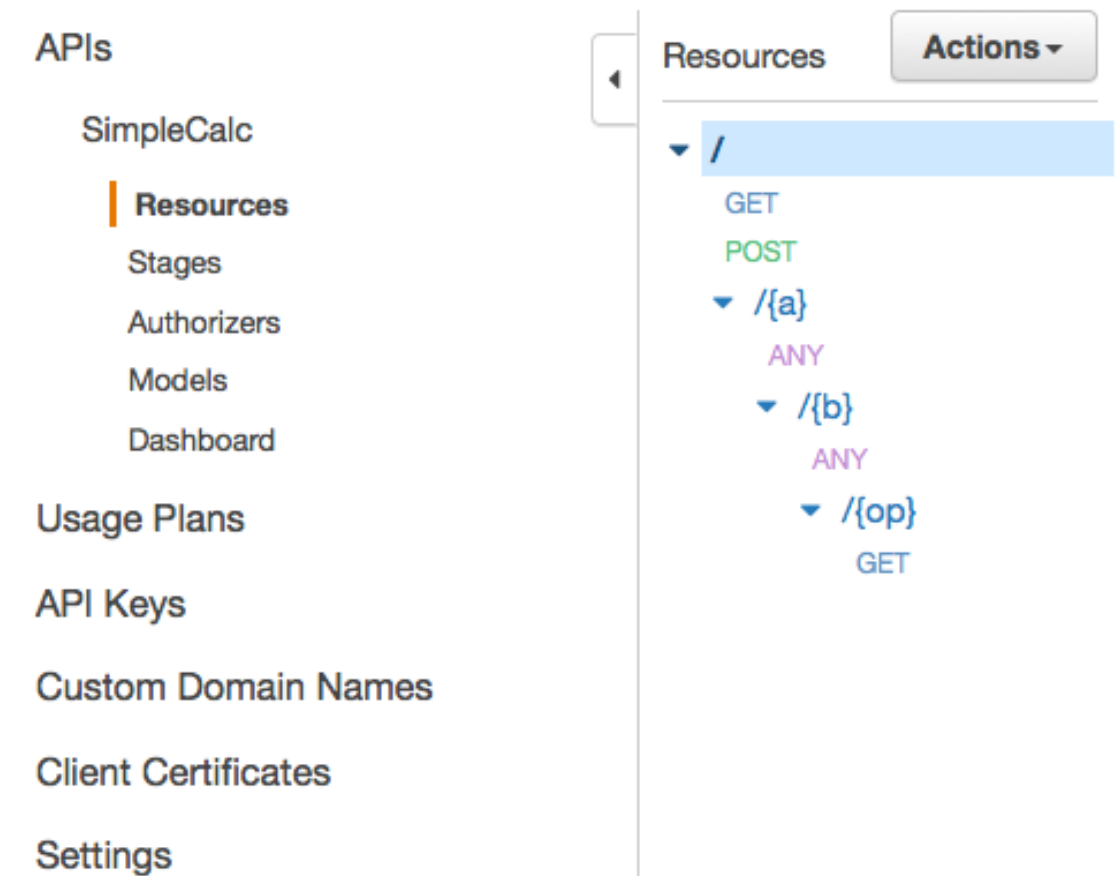 APIs
SimpleCalc
Resources
Stages
Authorizers
Models
Dashboard
Usage Plans
API Keys
Custom Domain Names
Client Certificates
Settings
Resources
Actions
/
GET
POST
/{a}
ANY
/{b}
ANY
/{op}
GET